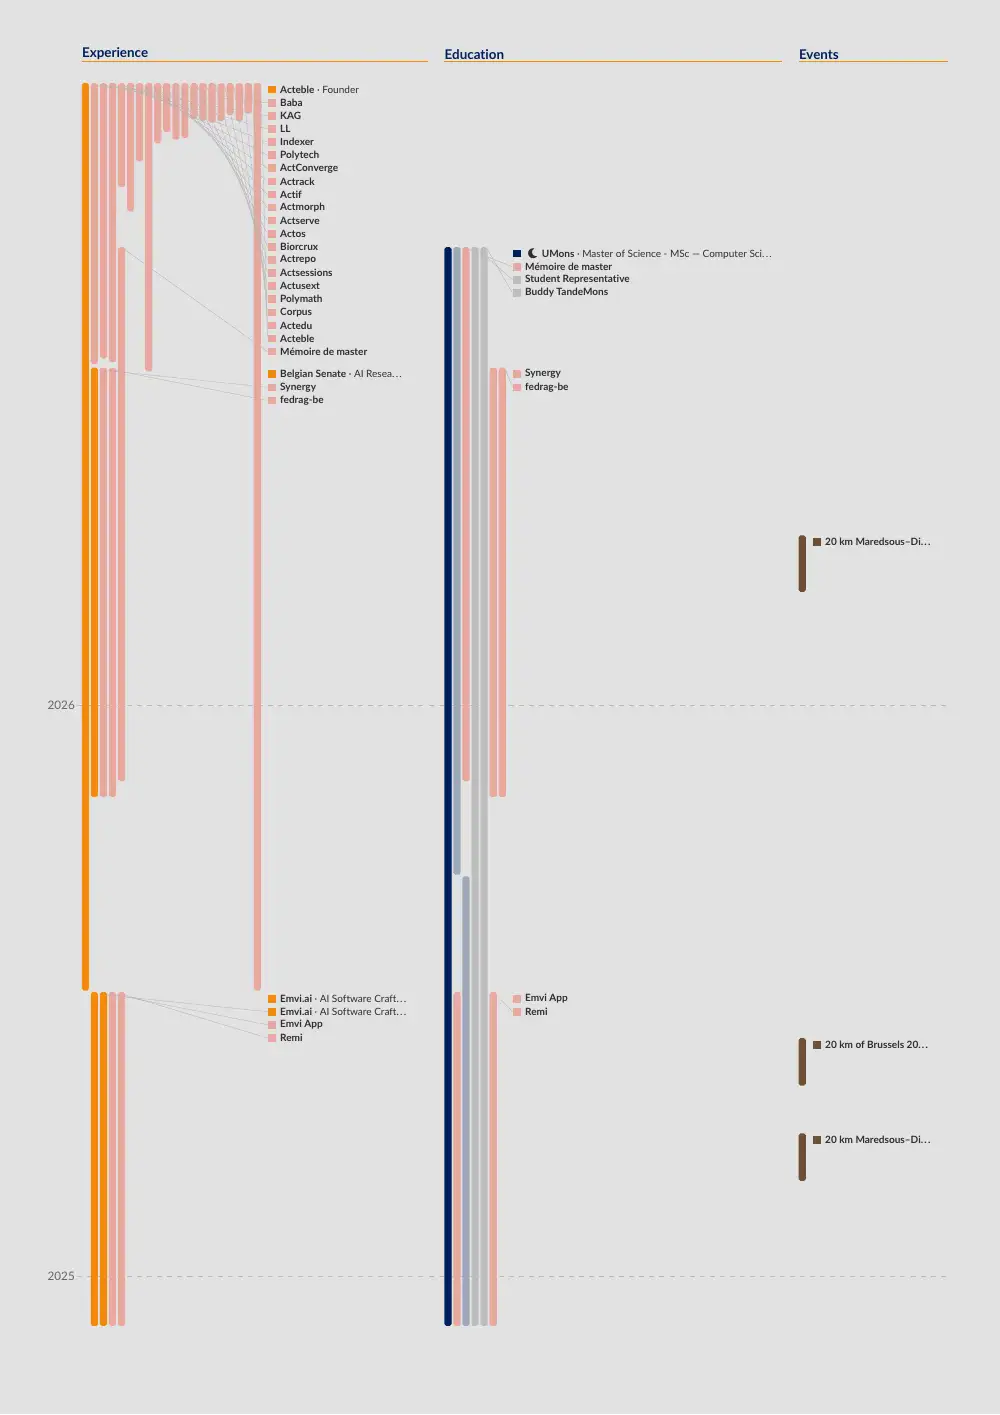 Experience
Education
Events
Acteble · Founder
Baba
KAG
LL
Indexer
Polytech
ActConverge
Actrack
Actif
Actmorph
Actserve
Actos
Biorcrux
Actrepo
Actsessions
Actusext
Polymath
Corpus
Actedu
Acteble
Mémoire de master
Belgian Senate · AI Resea…
Synergy
fedrag-be
UMons · Master of Science - MSc — Computer Sci…
Mémoire de master
Student Representative
Buddy TandeMons
Synergy
fedrag-be
20 km Maredsous–Di…
2026
Emvi.ai · AI Software Craft…
Emvi.ai · AI Software Craft…
Emvi App
Remi
Emvi App
Remi
20 km of Brussels 20…
20 km Maredsous–Di…
2025